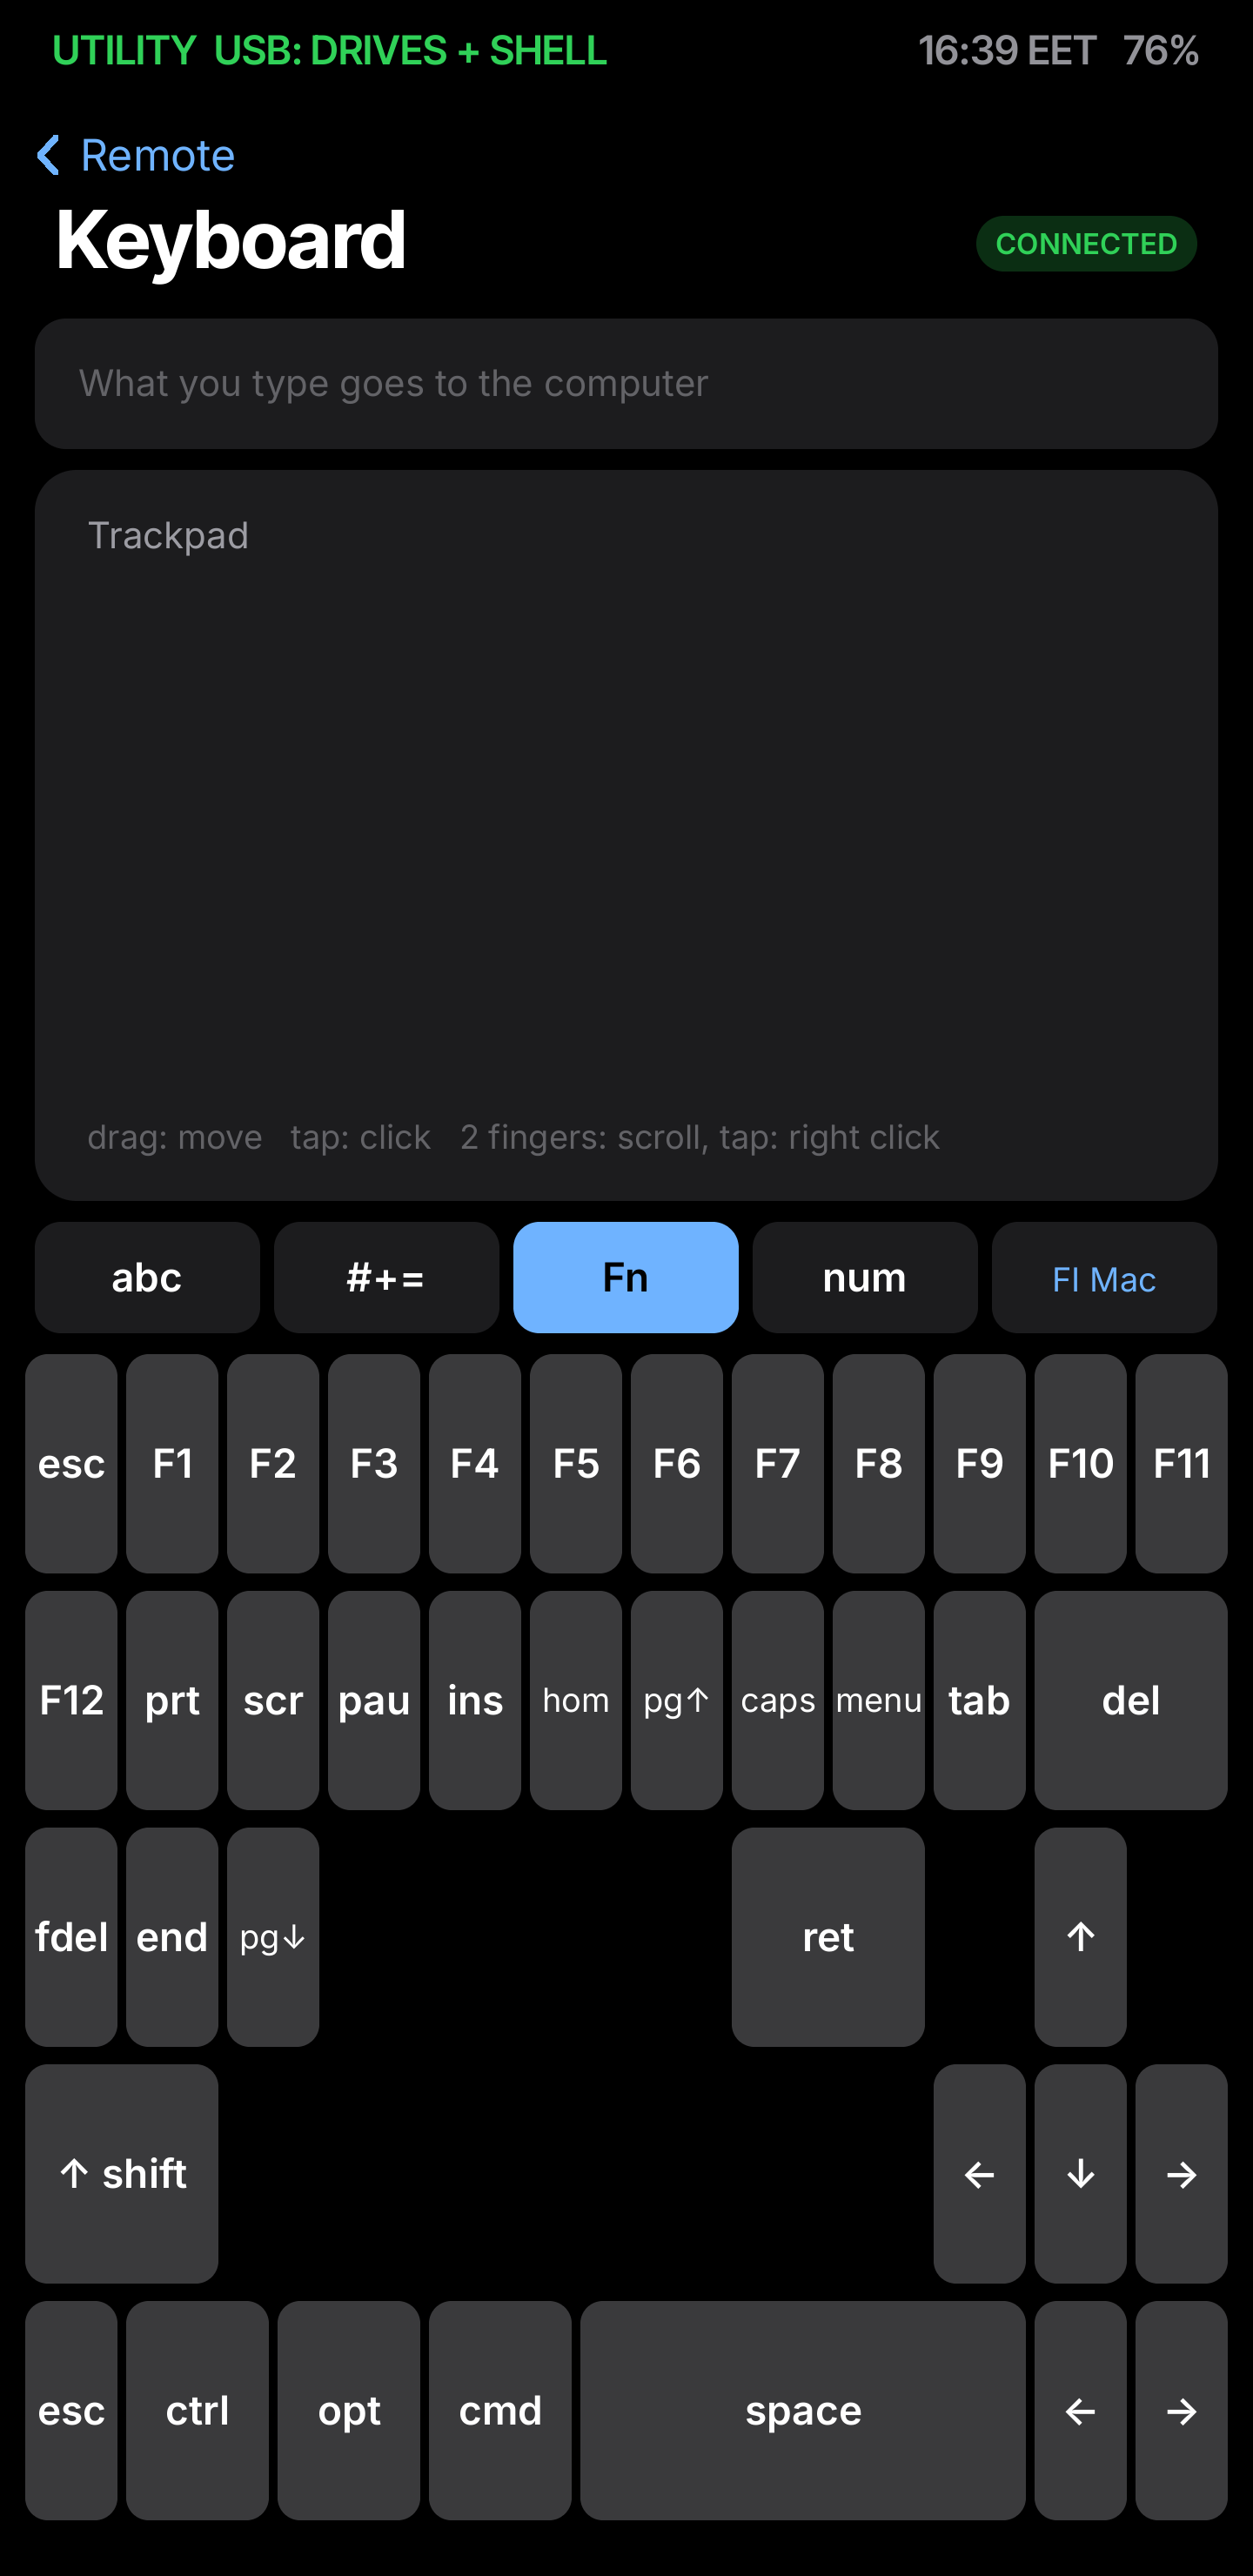 UTILITY USB: DRIVES + SHELL 16:39 EET 76%
Remote
Keyboard CONNECTED
What you type goes to the computer
Trackpad
drag: move tap: click 2 fingers: scroll, tap: right click
abc #+= Fn num FI Mac
esc F1 F2 F3 F4 F5 F6 F7 F8 F9 F10 F11
F12 prt scr pau ins hom pg↑ caps menu tab del
fdel end pg↓ ret ↑
↑ shift ← ↓ →
esc ctrl opt cmd space ← →